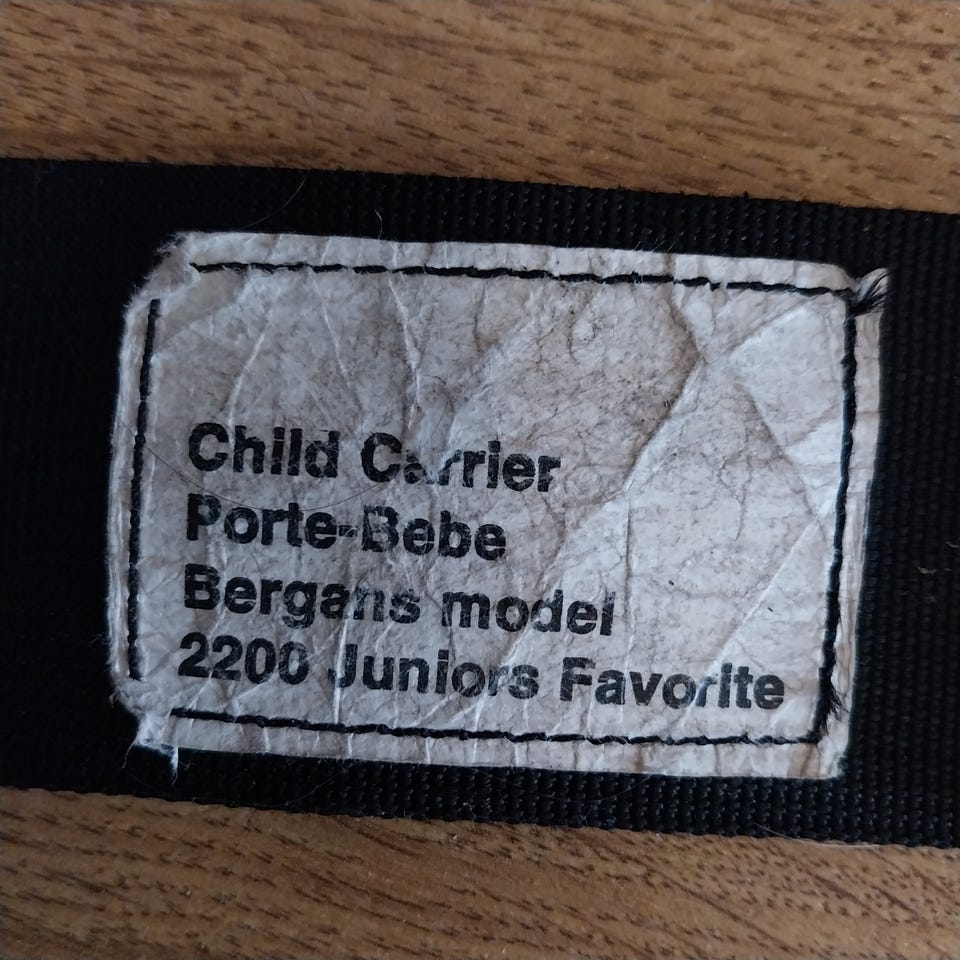 Child Carrier
Porte-Bebe
Bergans model
2200 Juniors Favorite